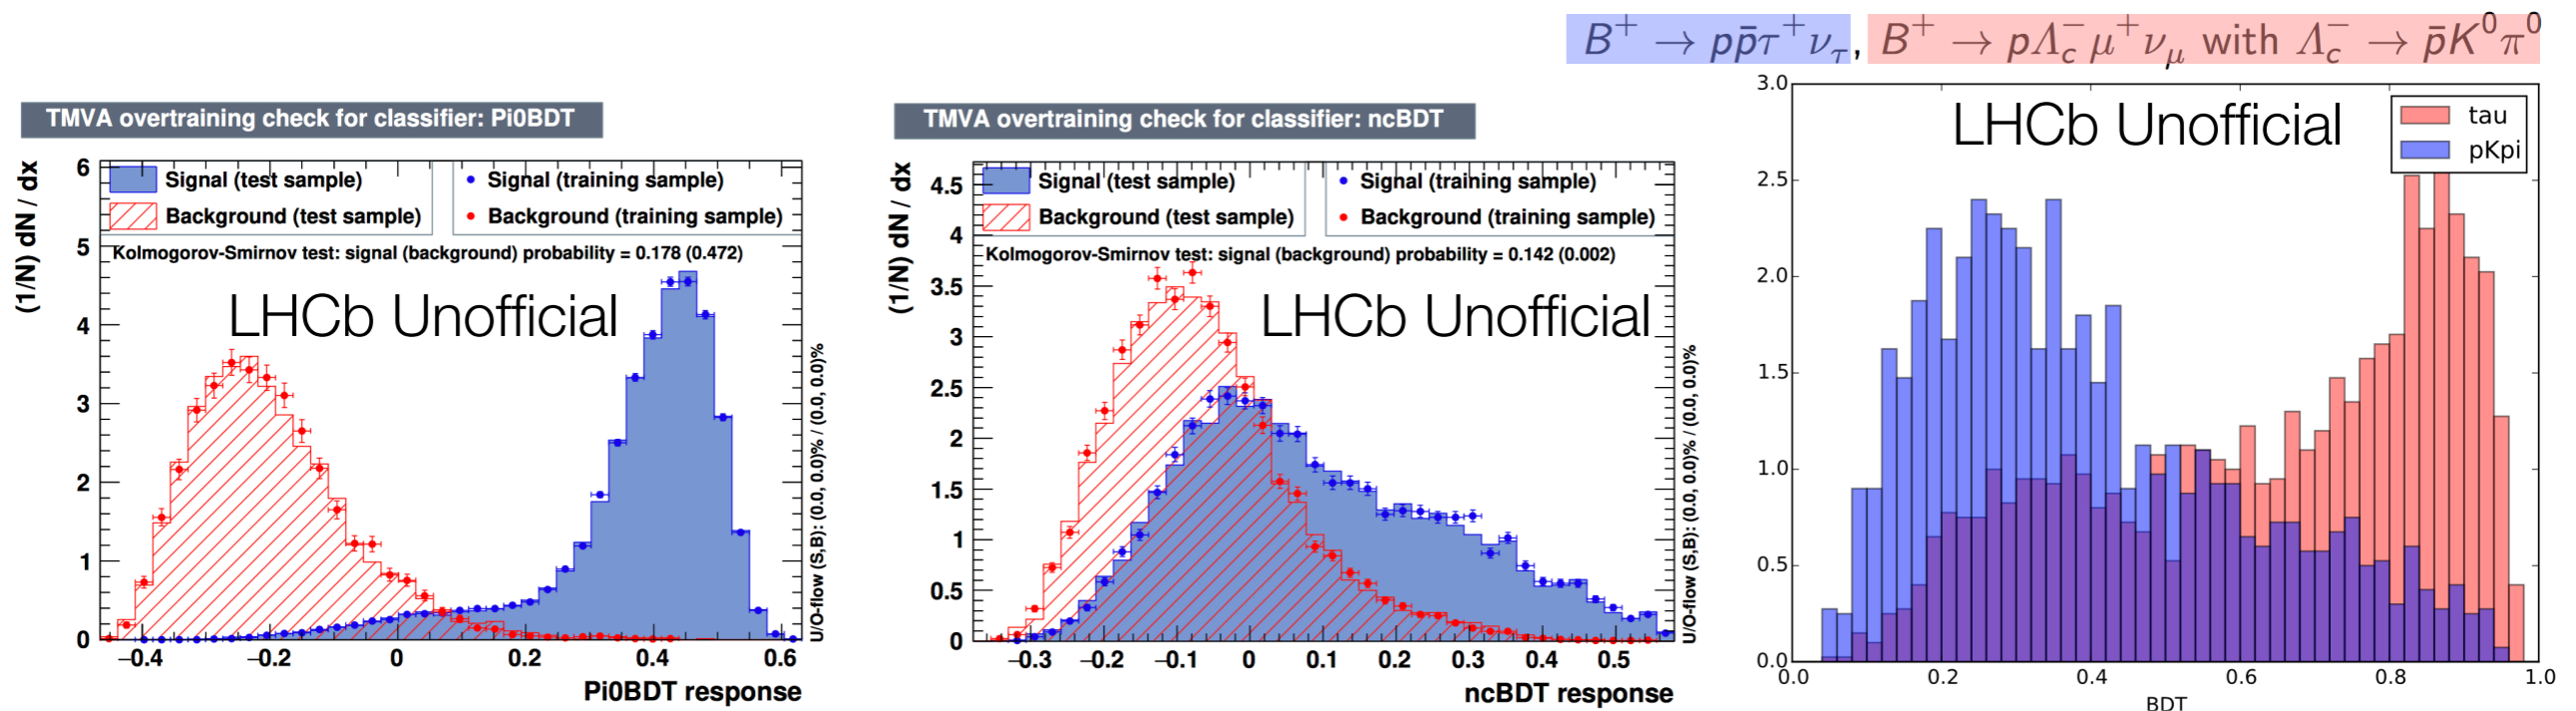 B⁺ → pp̄τ⁺ν_τ, B⁺ → pΛ_c⁻μ⁺ν_μ with Λ_c⁻ → p̄K⁰π⁰
TMVA overtraining check for classifier: Pi0BDT
(1/N) dN / dx
Signal (test sample)
Signal (training sample)
Background (test sample)
Background (training sample)
Kolmogorov-Smirnov test: signal (background) probability = 0.178 (0.472)
LHCb Unofficial
6
5
4
3
2
1
0
−0.4 −0.2 0 0.2 0.4 0.6
Pi0BDT response
U/O-flow (S,B): (0.0, 0.0)% / (0.0, 0.0)%
TMVA overtraining check for classifier: ncBDT
(1/N) dN / dx
Signal (test sample)
Signal (training sample)
Background (test sample)
Background (training sample)
Kolmogorov-Smirnov test: signal (background) probability = 0.142 (0.002)
LHCb Unofficial
4.5
4
3.5
3
2.5
2
1.5
1
0.5
0
−0.3 −0.2 −0.1 0 0.1 0.2 0.3 0.4 0.5
ncBDT response
U/O-flow (S,B): (0.0, 0.0)% / (0.0, 0.0)%
LHCb Unofficial
tau
pKpi
3.0
2.5
2.0
1.5
1.0
0.5
0.0
0.0 0.2 0.4 0.6 0.8 1.0
BDT